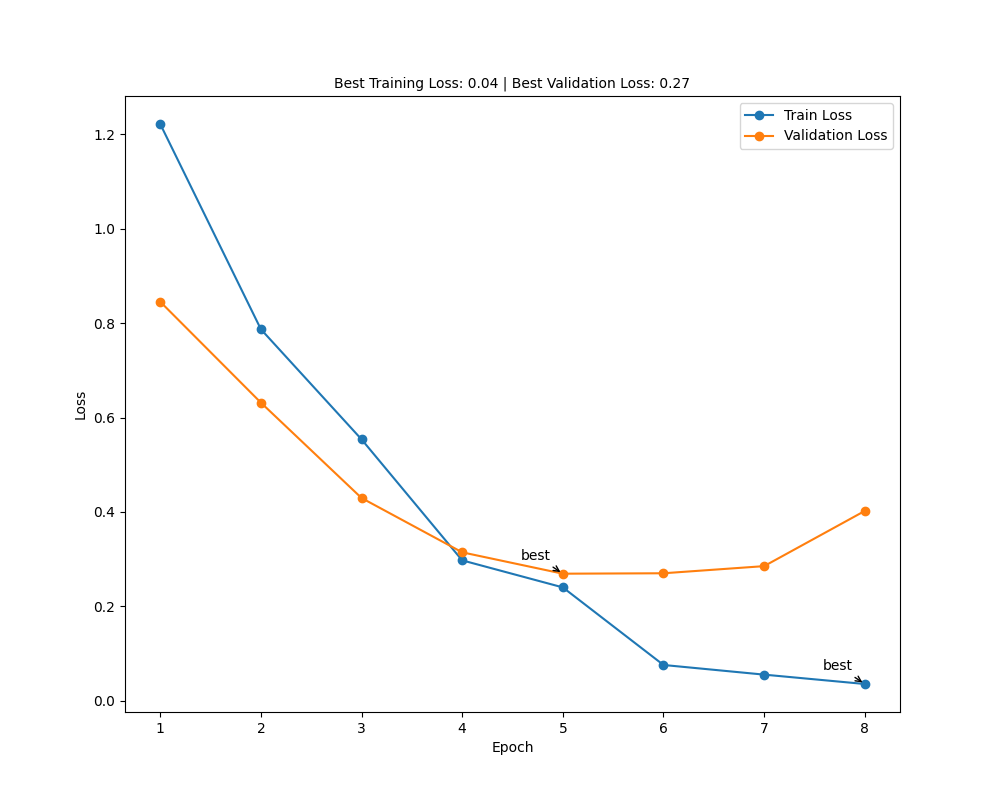 Best Training Loss: 0.04 | Best Validation Loss: 0.27
Train Loss
Validation Loss
Loss
1.2
1.0
0.8
0.6
0.4
0.2
0.0
best
best
1 2 3 4 5 6 7 8
Epoch